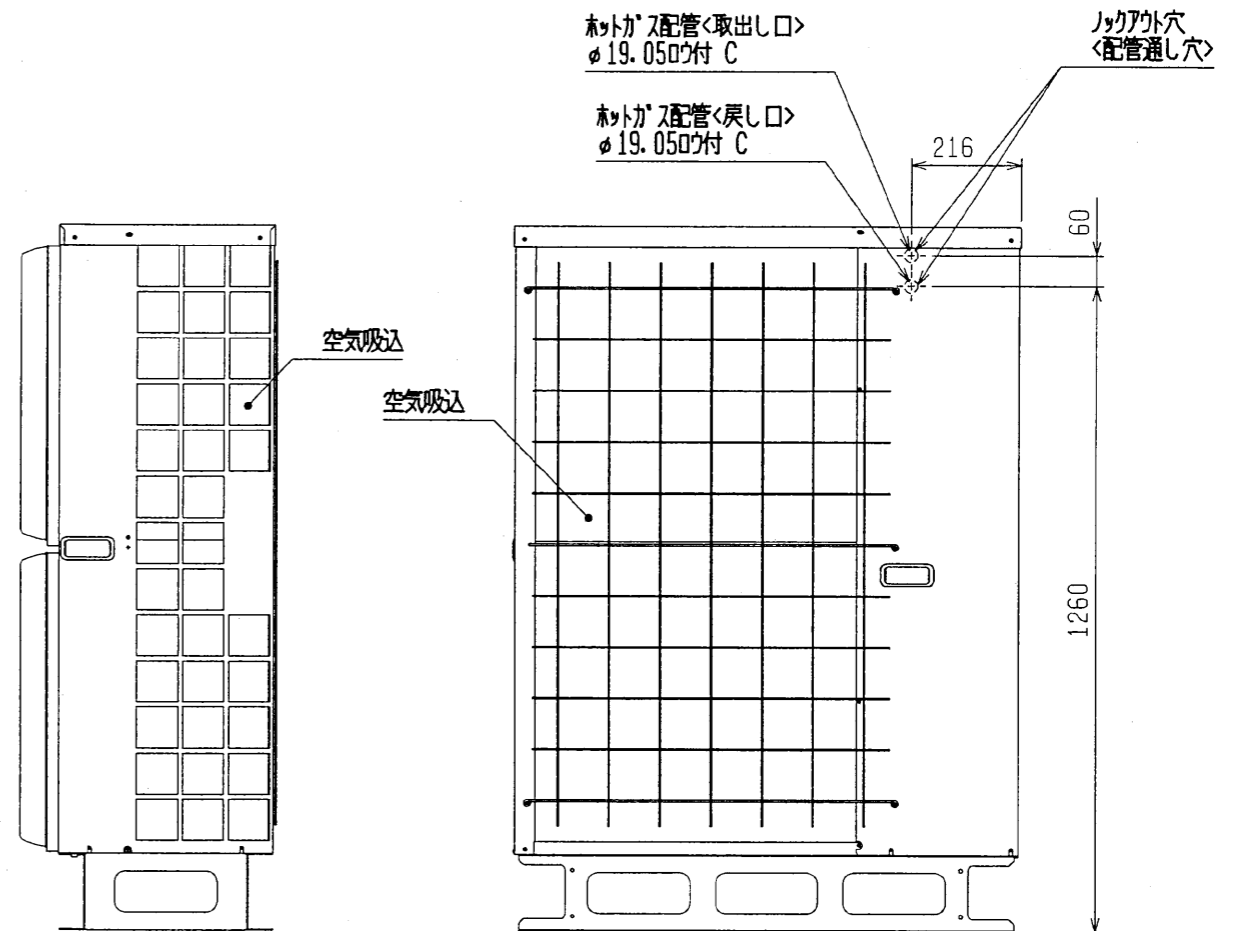 ホットガス配管<取出し口>
φ19.05ロウ付 C
ノックアウト穴
<配管通し穴>
ホットガス配管<戻し口>
φ19.05ロウ付 C
216
60
空気吸込
空気吸込
1260